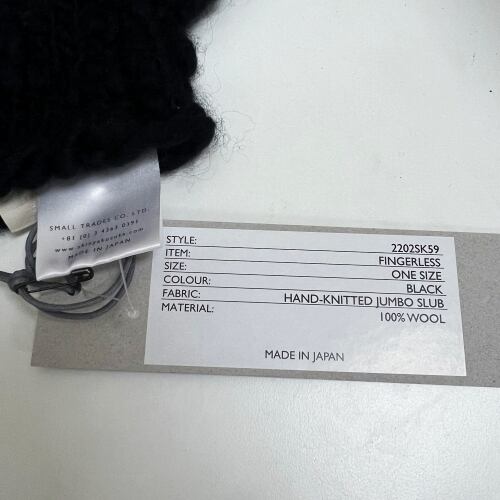 SMALL TRADES CO. LTD.
MADE IN JAPAN
STYLE: 2202SK59
ITEM: FINGERLESS
SIZE: ONE SIZE
COLOUR: BLACK
FABRIC: HAND-KNITTED JUMBO SLUB
MATERIAL: 100% WOOL
MADE IN JAPAN